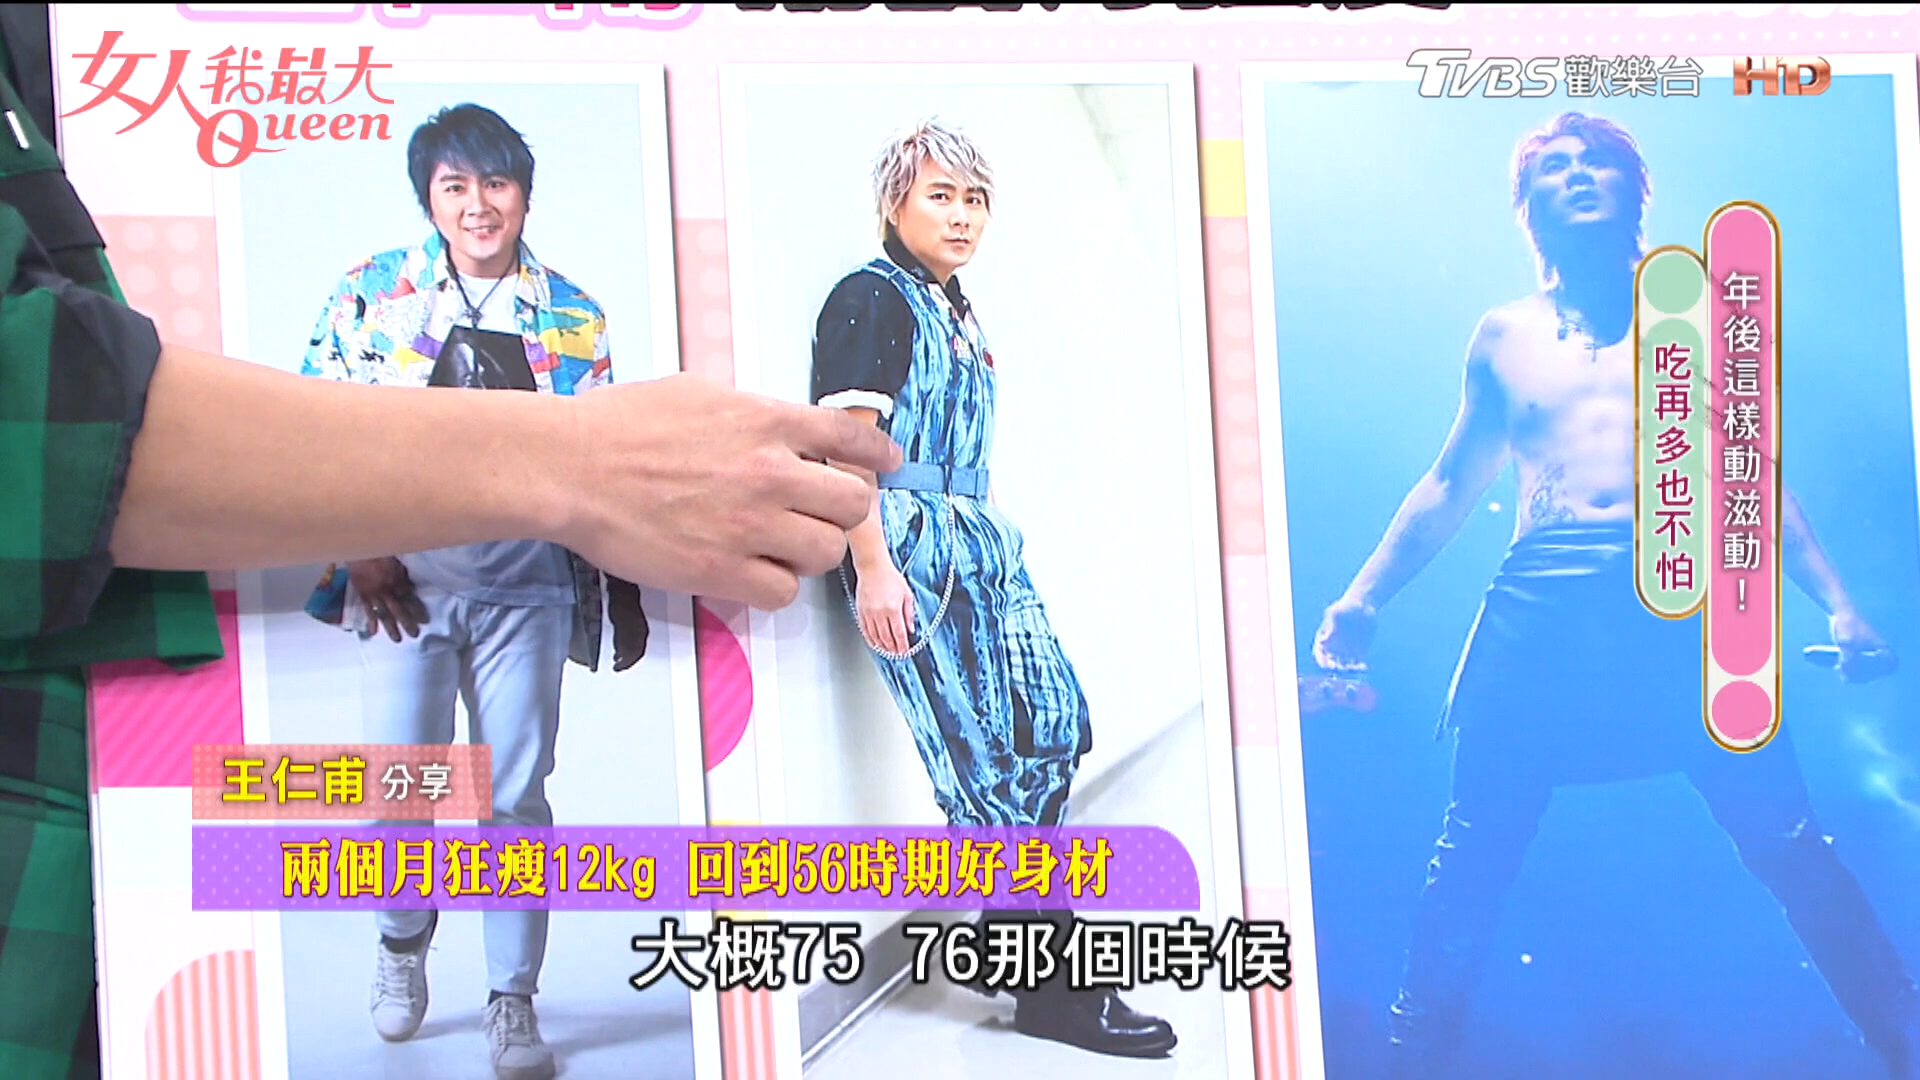 女人我最大
Queen
TVBS歡樂台 HD
年後這樣動滋動！
吃再多也不怕
王仁甫 分享
兩個月狂瘦12kg 回到56時期好身材
大概75 76那個時候